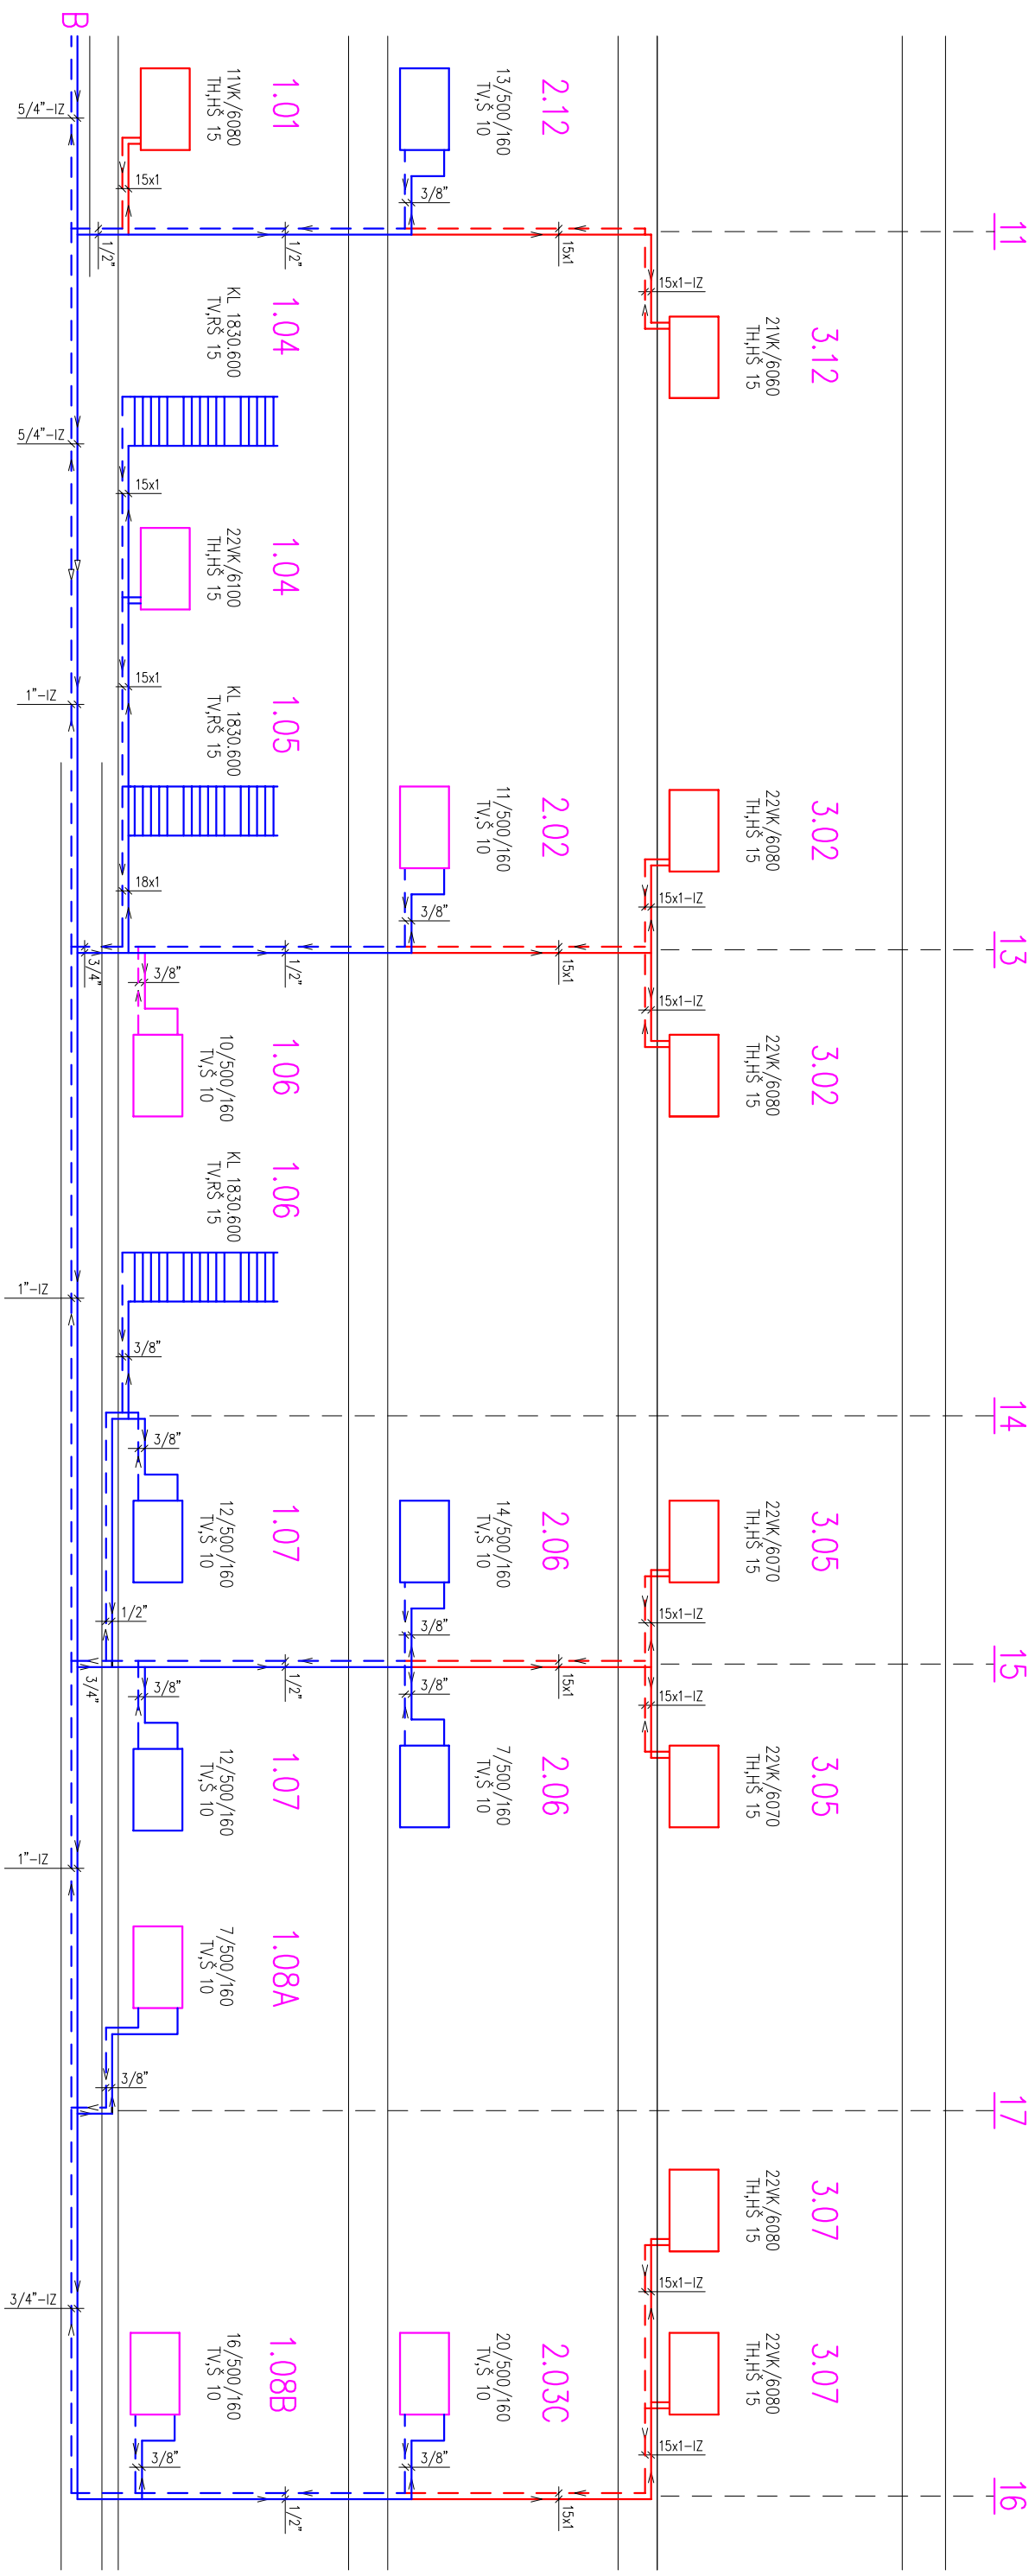 11
13
14
15
17
16
3.12
21VK/6060
TH,HŠ 15
3.02
22VK/6080
TH,HŠ 15
3.02
22VK/6080
TH,HŠ 15
3.05
22VK/6070
TH,HŠ 15
3.05
22VK/6070
TH,HŠ 15
3.07
22VK/6080
TH,HŠ 15
3.07
22VK/6080
TH,HŠ 15
15x1-IZ
15x1-IZ
15x1-IZ
15x1-IZ
15x1-IZ
15x1-IZ
15x1-IZ
15x1
15x1
15x1
15x1
2.12
13/500/160
TV,Š 10
2.02
11/500/160
TV,Š 10
2.06
14/500/160
TV,Š 10
2.06
7/500/160
TV,Š 10
2.03C
20/500/160
TV,Š 10
3/8"
3/8"
3/8"
3/8"
3/8"
1/2"
1/2"
1/2"
1/2"
1.01
11VK/6080
TH,HŠ 15
1.04
KL 1830.600
TV,RŠ 15
1.04
22VK/6100
TH,HŠ 15
1.05
KL 1830.600
TV,RŠ 15
1.06
10/500/160
TV,Š 10
1.06
KL 1830.600
TV,RŠ 15
1.07
12/500/160
TV,Š 10
1.07
12/500/160
TV,Š 10
1.08A
7/500/160
TV,Š 10
1.08B
16/500/160
TV,Š 10
15x1
15x1
15x1
18x1
3/8"
3/8"
3/8"
1/2"
3/8"
3/8"
3/8"
1/2"
3/4"
3/4"
B
5/4"-IZ
5/4"-IZ
1"-IZ
1"-IZ
1"-IZ
3/4"-IZ